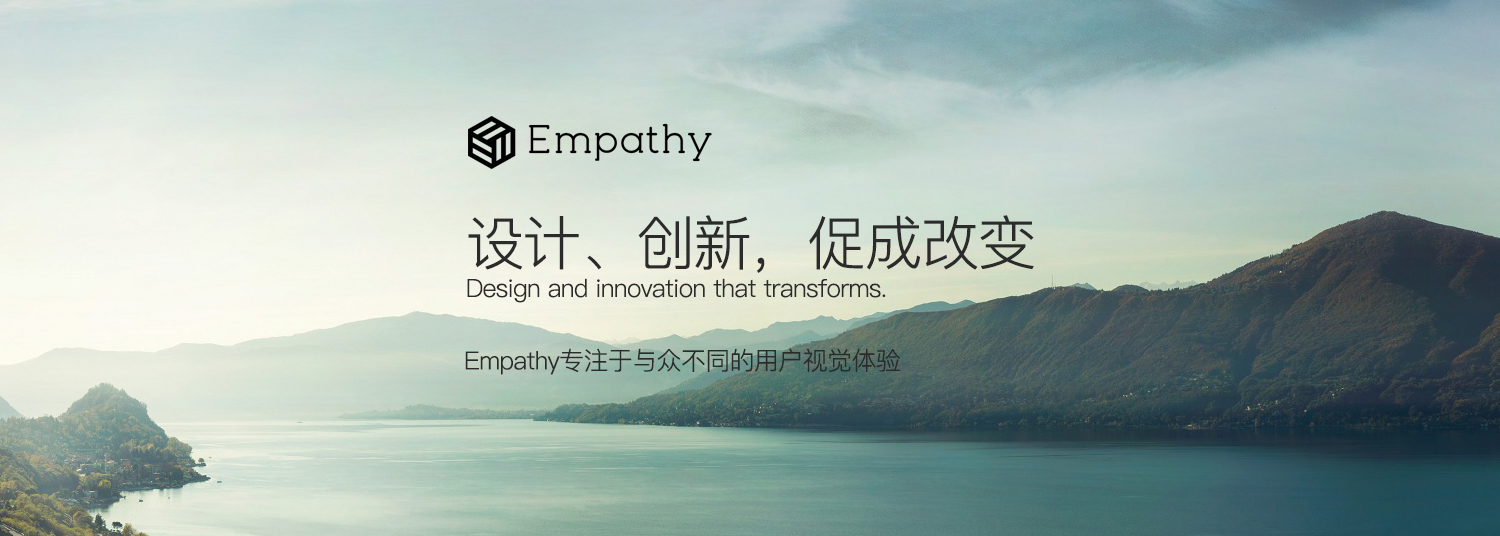 Empathy
设计、创新，促成改变
Design and innovation that transforms.
Empathy专注于与众不同的用户视觉体验